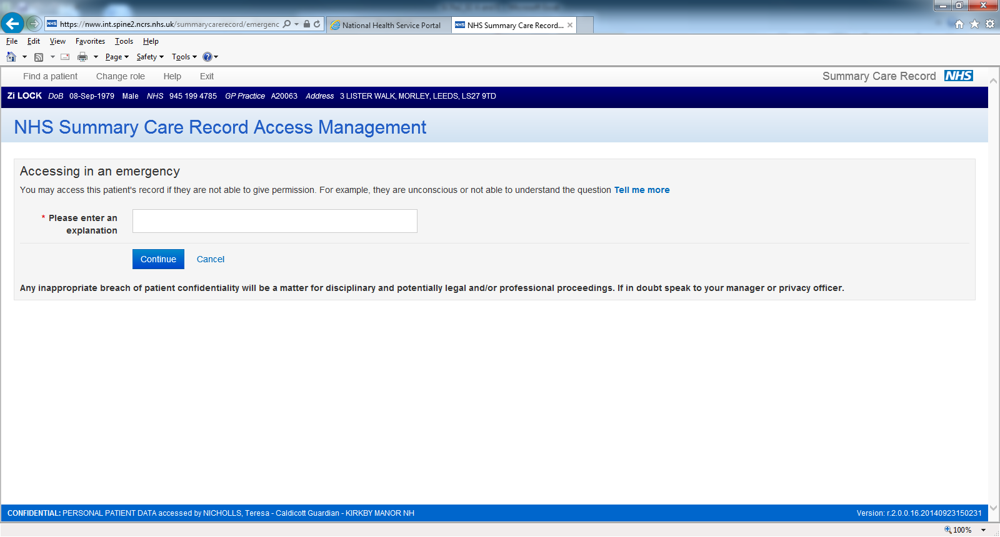 https://nww.int.spine2.ncrs.nhs.uk/summarycarerecord/emergenc
National Health Service Portal
NHS Summary Care Record...
File Edit View Favorites Tools Help
Page Safety Tools
Find a patient Change role Help Exit
Summary Care Record NHS
Zi LOCK DoB 08-Sep-1979 Male NHS 945 199 4785 GP Practice A20063 Address 3 LISTER WALK, MORLEY, LEEDS, LS27 9TD
NHS Summary Care Record Access Management
Accessing in an emergency
You may access this patient's record if they are not able to give permission. For example, they are unconscious or not able to understand the question Tell me more
* Please enter an
explanation
Continue Cancel
Any inappropriate breach of patient confidentiality will be a matter for disciplinary and potentially legal and/or professional proceedings. If in doubt speak to your manager or privacy officer.
CONFIDENTIAL: PERSONAL PATIENT DATA accessed by NICHOLLS, Teresa - Caldicott Guardian - KIRKBY MANOR NH
Version: r.2.0.0.16.20140923150231
100%